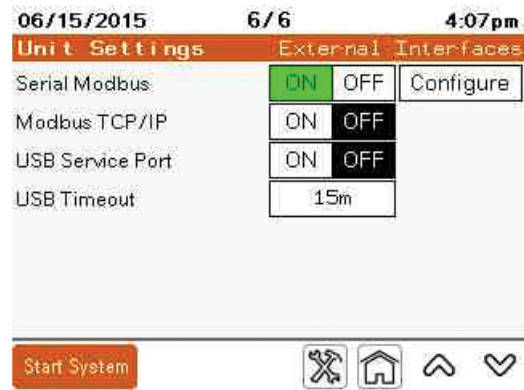 06/15/2015 6/6 4:07pm
Unit Settings External Interfaces
Serial Modbus ON OFF Configure
Modbus TCP/IP ON OFF
USB Service Port ON OFF
USB Timeout 15m
Start System